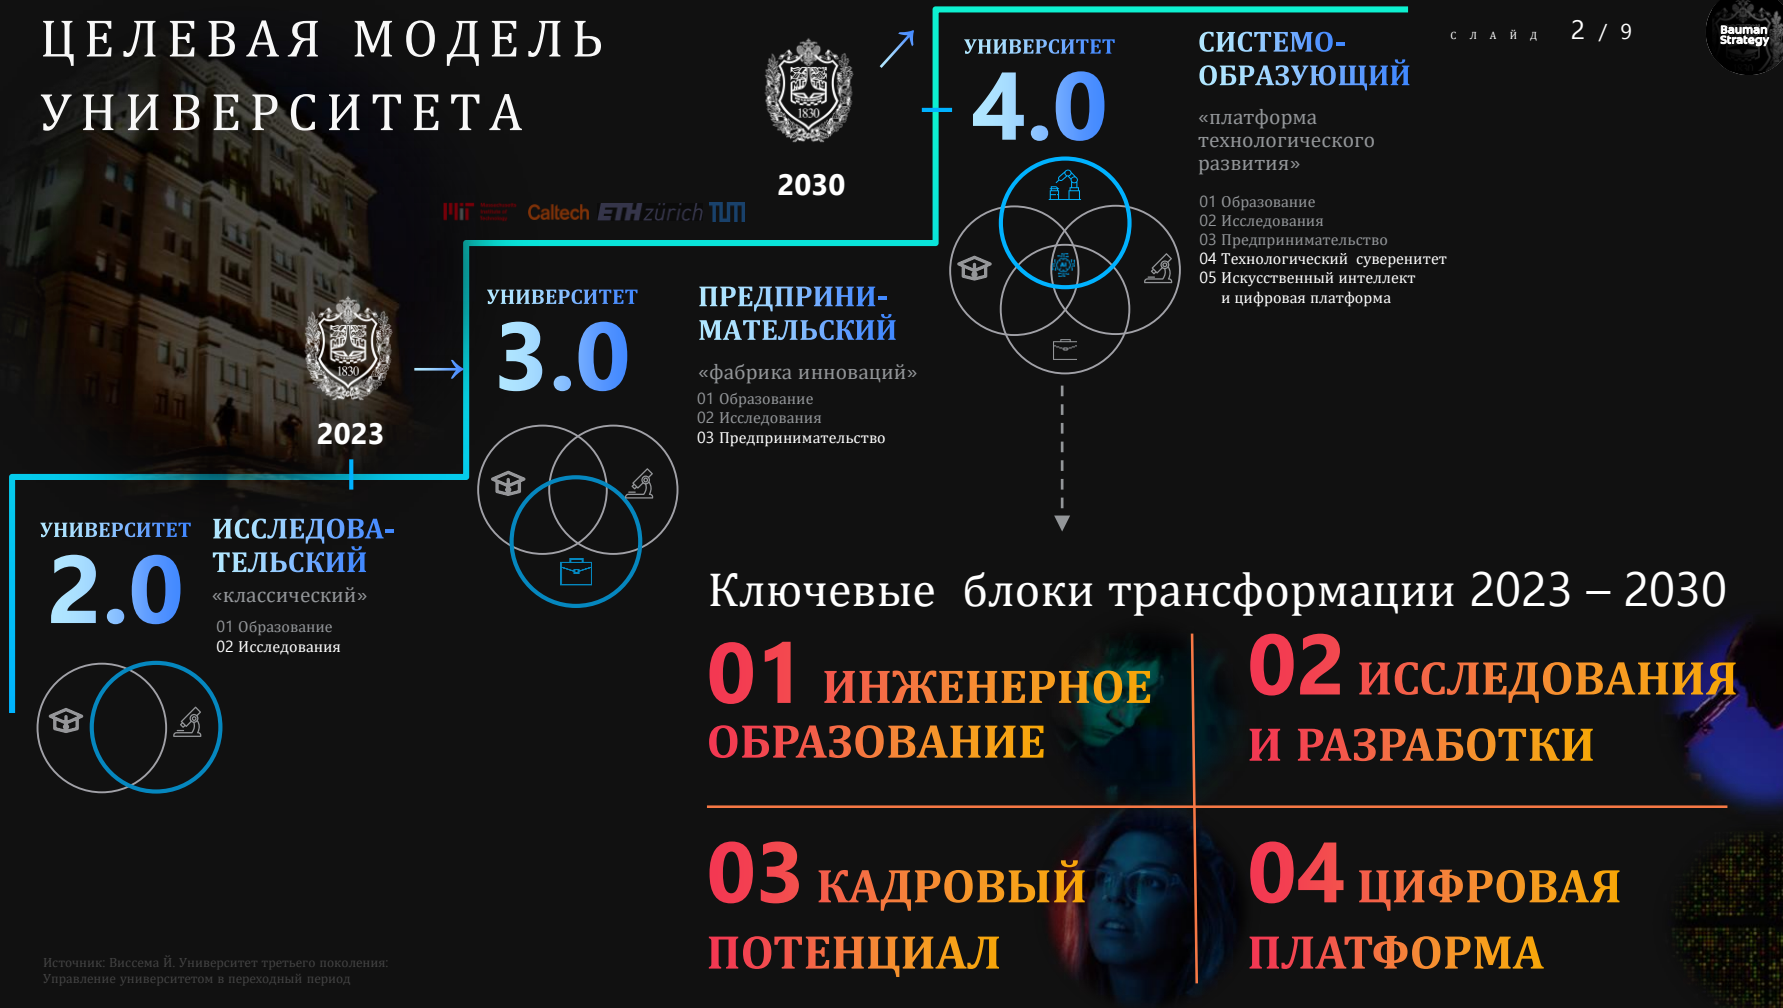 ЦЕЛЕВАЯ МОДЕЛЬ
УНИВЕРСИТЕТА
СЛАЙД 2 / 9
Bauman
Strategy
1830
2030
УНИВЕРСИТЕТ
4.0
СИСТЕМО-
ОБРАЗУЮЩИЙ
«платформа
технологического
развития»
01 Образование
02 Исследования
03 Предпринимательство
04 Технологический суверенитет
05 Искусственный интеллект
и цифровая платформа
AI
MIT
Caltech
ETH zürich
TUM
1830
2023
УНИВЕРСИТЕТ
3.0
ПРЕДПРИНИ-
МАТЕЛЬСКИЙ
«фабрика инноваций»
01 Образование
02 Исследования
03 Предпринимательство
УНИВЕРСИТЕТ
2.0
ИССЛЕДОВА-
ТЕЛЬСКИЙ
«классический»
01 Образование
02 Исследования
Ключевые блоки трансформации 2023 – 2030
01 ИНЖЕНЕРНОЕ
ОБРАЗОВАНИЕ
02 ИССЛЕДОВАНИЯ
И РАЗРАБОТКИ
03 КАДРОВЫЙ
ПОТЕНЦИАЛ
04 ЦИФРОВАЯ
ПЛАТФОРМА
Источник: Виссема Й. Университет третьего поколения:
Управление университетом в переходный период